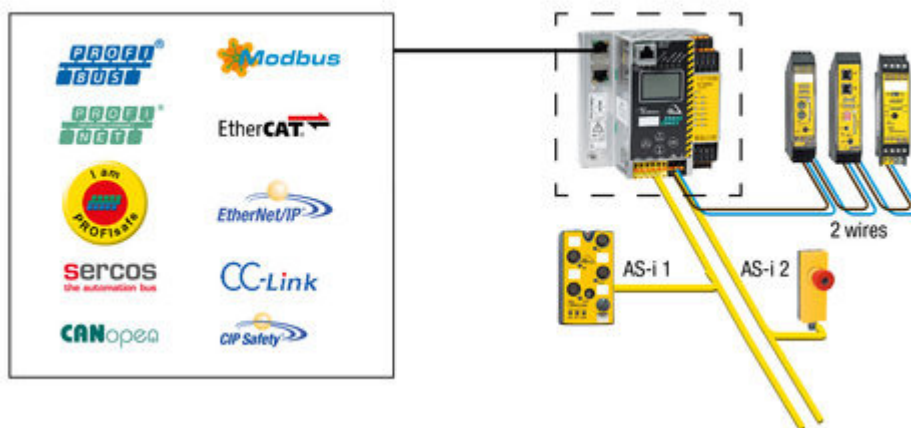 PROFI
BUS
Modbus
PROFI
NET
EtherCAT
I am
PROFIsafe
EtherNet/IP
sercos
the automation bus
CC-Link
CANopen
CIP Safety
2 wires
AS-i 1
AS-i 2